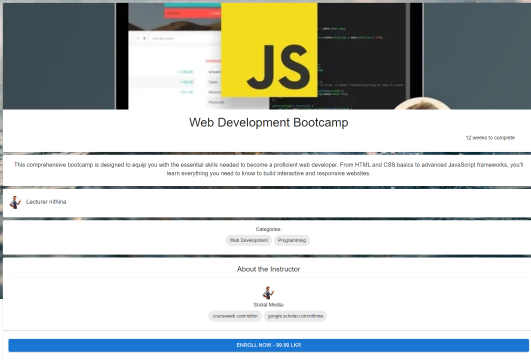 JS
Web Development Bootcamp
12 weeks to complete
This comprehensive bootcamp is designed to equip you with the essential skills needed to become a proficient web developer. From HTML and CSS basics to advanced JavaScript frameworks, you'll
learn everything you need to know to build interactive and responsive websites.
Lecturer nithina
Categories:
Web Development Programming
About the Instructor
Social Media:
courseweb.com/nithin google.scholar.com/nithina
ENROLL NOW - 99.99 LKR